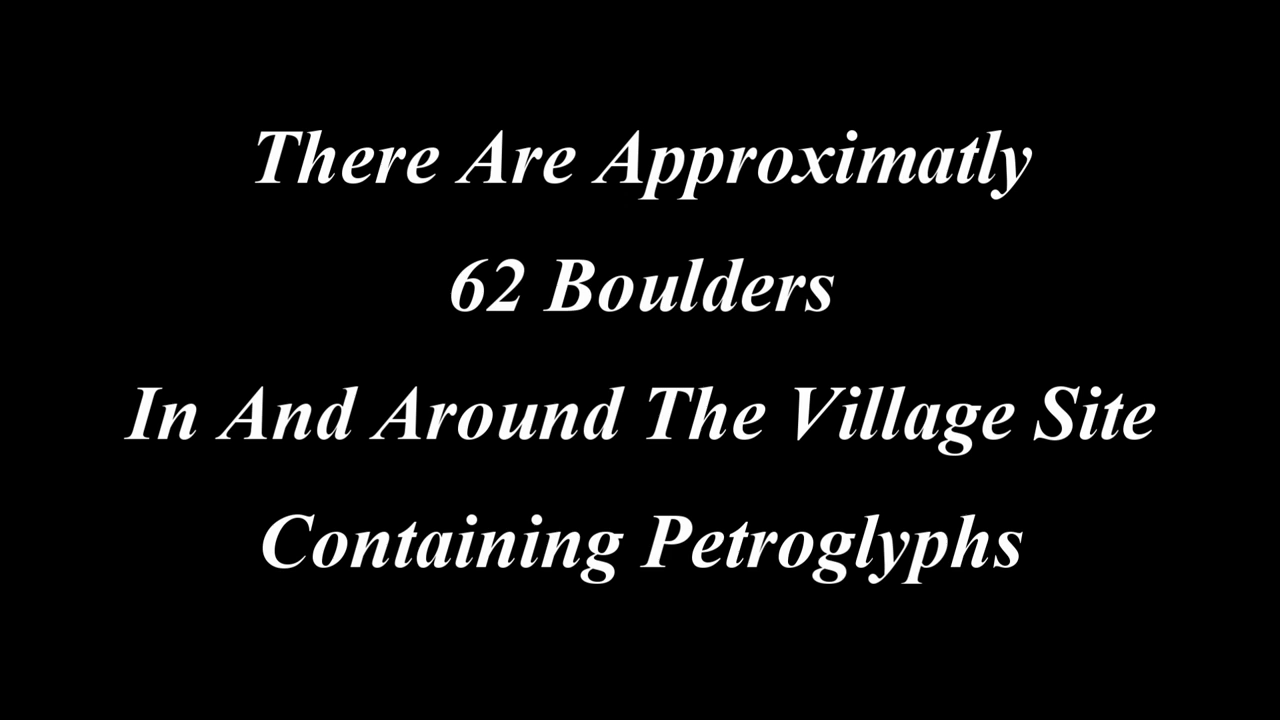 There Are Approximatly
62 Boulders
In And Around The Village Site
Containing Petroglyphs